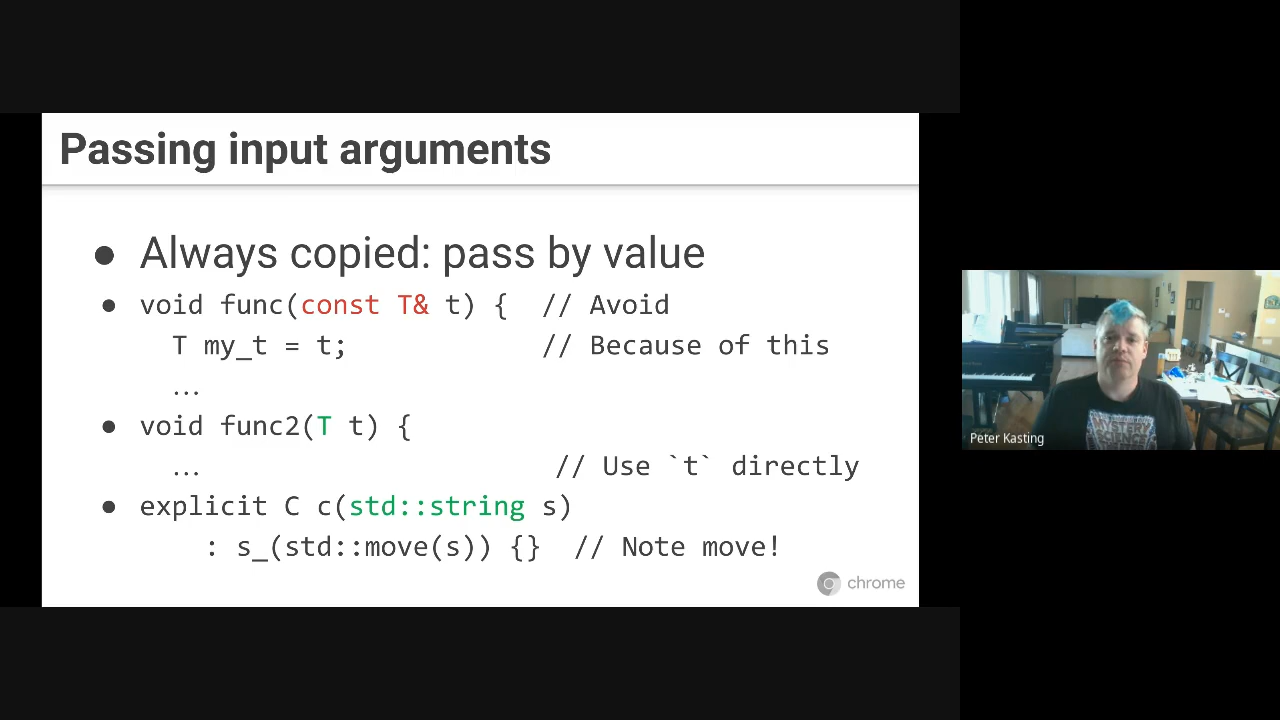 Passing input arguments
● Always copied: pass by value
● void func(const T& t) { // Avoid
T my_t = t; // Because of this
…
● void func2(T t) {
… // Use `t` directly
● explicit C c(std::string s)
: s_(std::move(s)) {} // Note move!
chrome
Peter Kasting